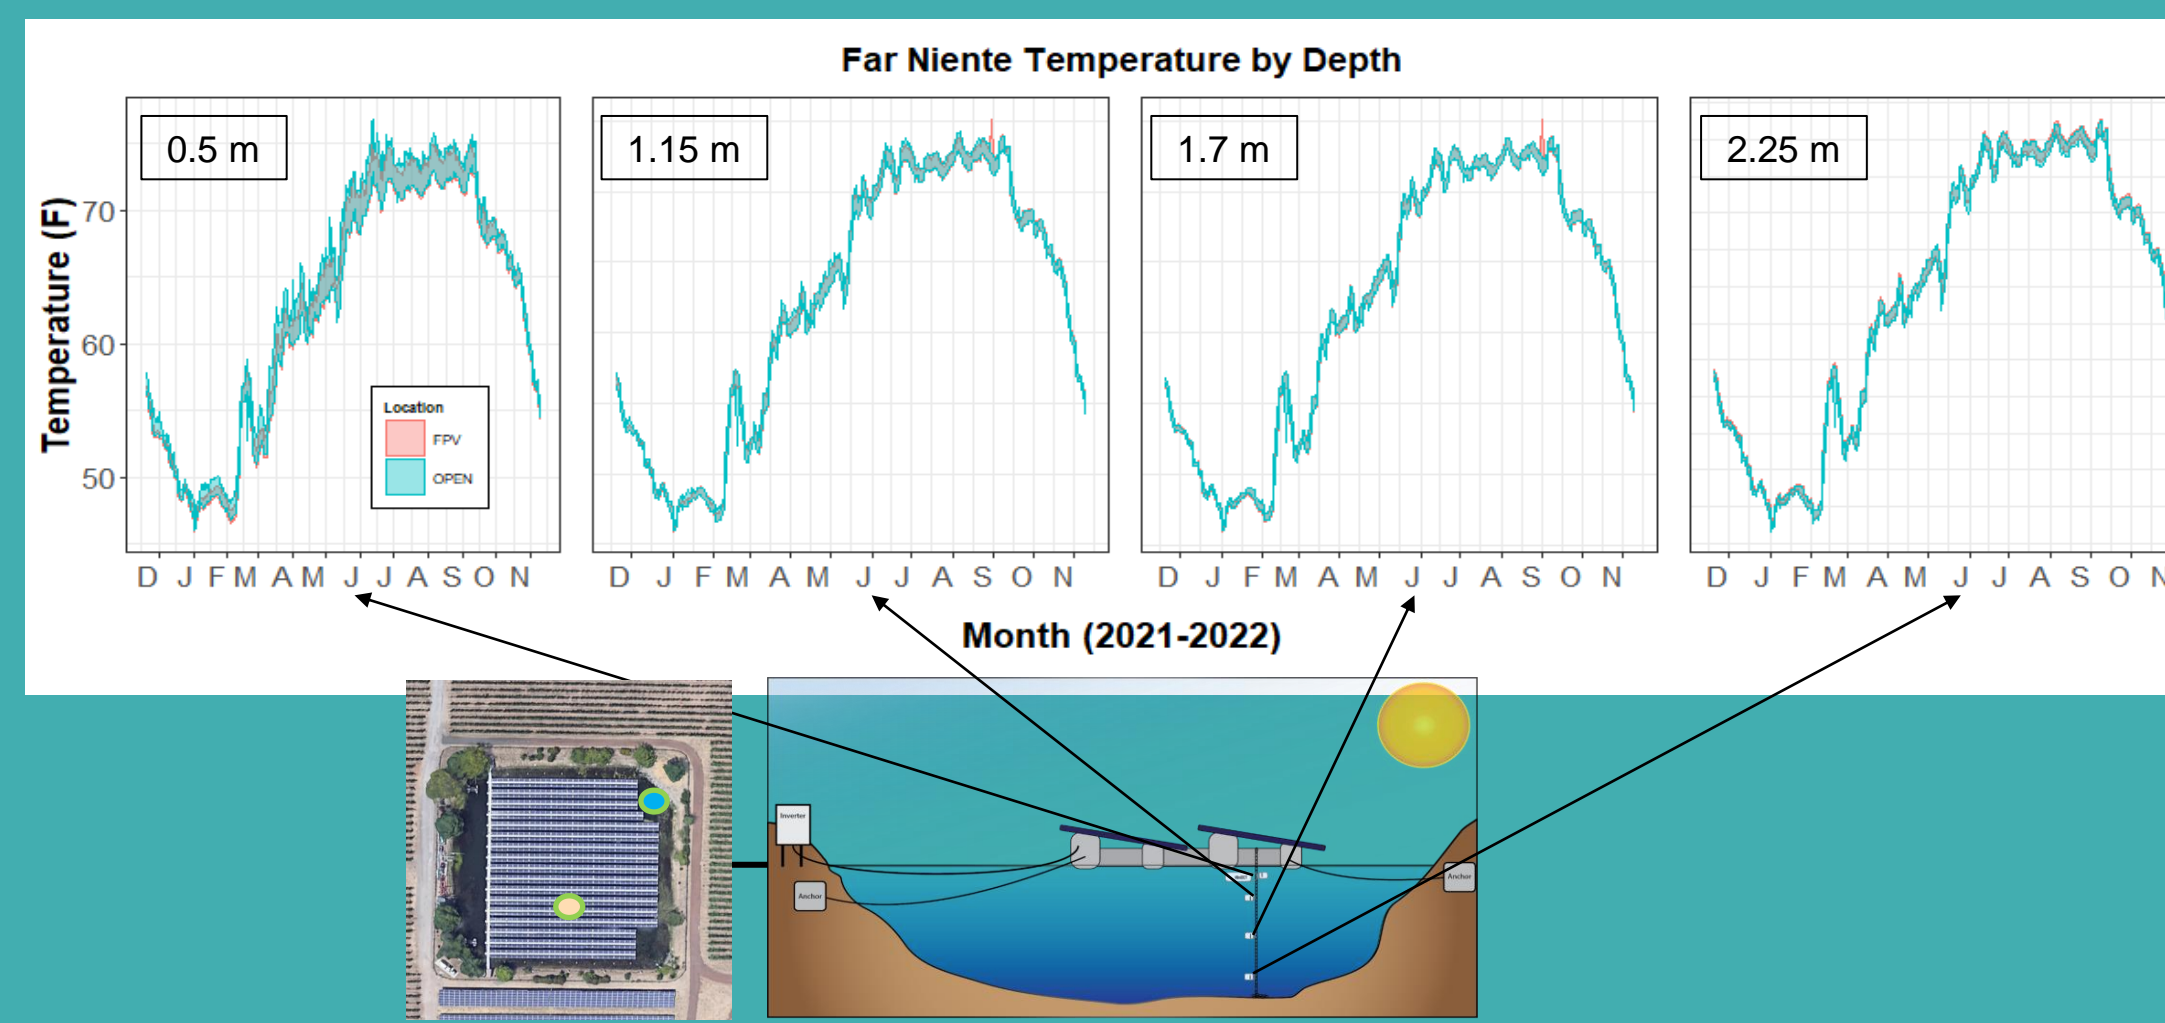 Far Niente Temperature by Depth
0.5 m
1.15 m
1.7 m
2.25 m
Temperature (F)
70
60
50
Location
FPV
OPEN
D J F M A M J J A S O N
D J F M A M J J A S O N
D J F M A M J J A S O N
D J F M A M J J A S O N
Month (2021-2022)
Inverter
Anchor
Anchor